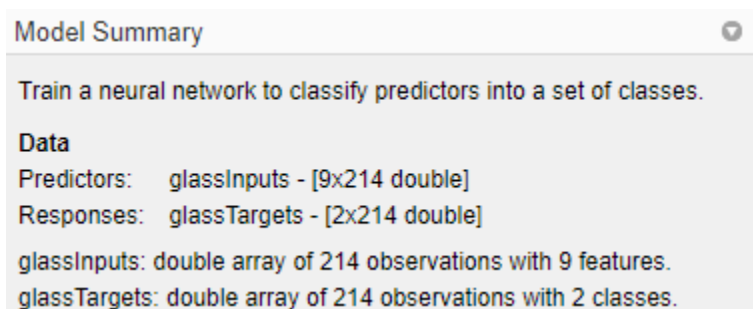 Model Summary
Train a neural network to classify predictors into a set of classes.
Data
Predictors: glassInputs - [9x214 double]
Responses: glassTargets - [2x214 double]
glassInputs: double array of 214 observations with 9 features.
glassTargets: double array of 214 observations with 2 classes.